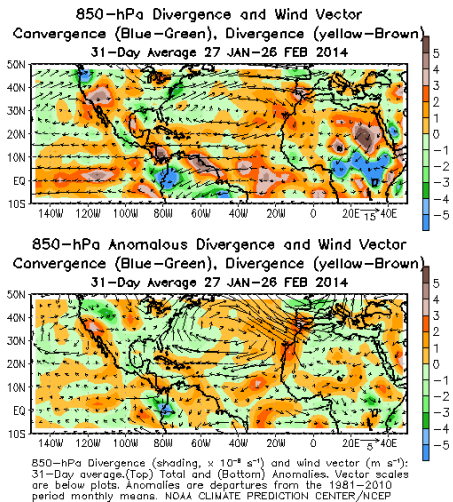 850-hPa Divergence and Wind Vector
Convergence (Blue-Green), Divergence (yellow-Brown)
31-Day Average 27 JAN-26 FEB 2014
50N
40N
30N
20N
10N
EQ
10S
140W 120W 100W 80W 60W 40W 20W 0 20E 40E
15
5
4
3
2
1
0
-1
-2
-3
-4
-5
850-hPa Anomalous Divergence and Wind Vector
Convergence (Blue-Green), Divergence (yellow-Brown)
31-Day Average 27 JAN-26 FEB 2014
50N
40N
30N
20N
10N
EQ
10S
140W 120W 100W 80W 60W 40W 20W 0 20E 40E
5
5
4
3
2
1
0
-1
-2
-3
-4
-5
850-hPa Divergence (shading, x 10⁻⁶ s⁻¹) and wind vector (m s⁻¹):
31-Day average.(Top) Total and (Bottom) Anomalies. Vector scales
are below plots. Anomalies are departures from the 1981-2010
period monthly means. NOAA CLIMATE PREDICTION CENTER/NCEP